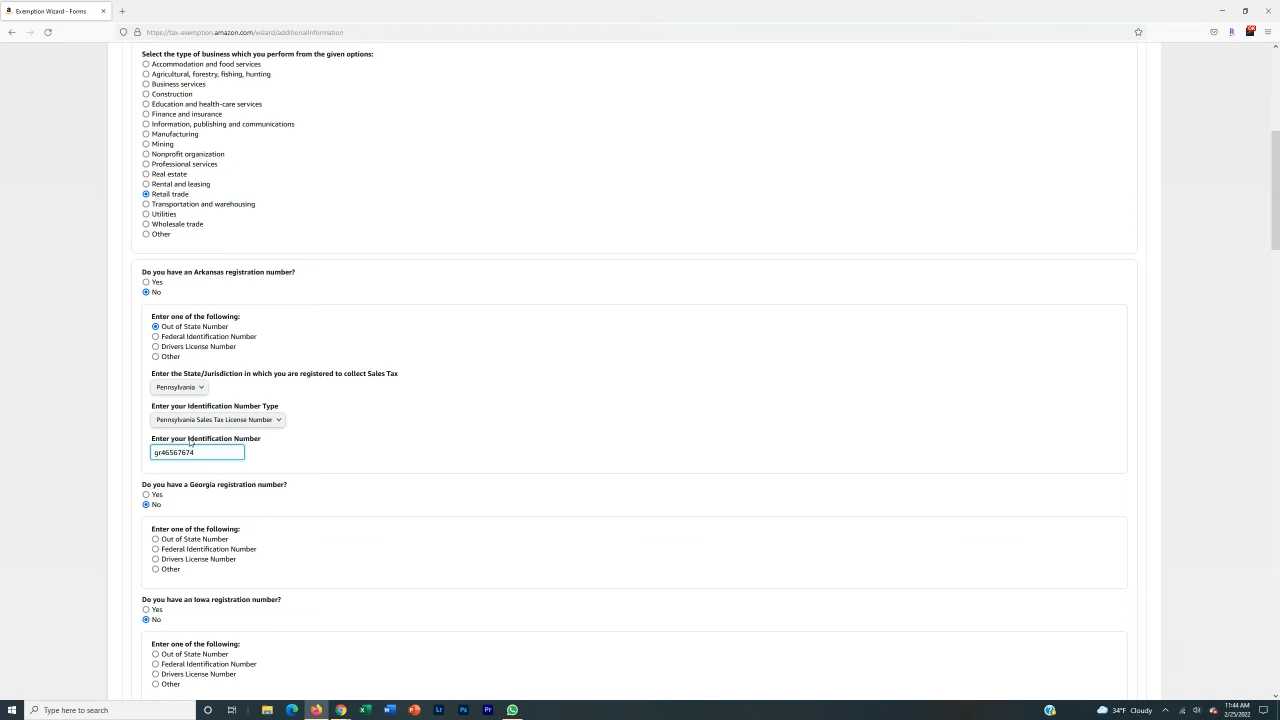 Exemption Wizard - Forms
https://tax-exemption.amazon.com/wizard/additionalInformation
Select the type of business which you perform from the given options:
Accommodation and food services
Agricultural, forestry, fishing, hunting
Business services
Construction
Education and health-care services
Finance and insurance
Information, publishing and communications
Manufacturing
Mining
Nonprofit organization
Professional services
Real estate
Rental and leasing
Retail trade
Transportation and warehousing
Utilities
Wholesale trade
Other
Do you have an Arkansas registration number?
Yes
No
Enter one of the following:
Out of State Number
Federal Identification Number
Drivers License Number
Other
Enter the State/Jurisdiction in which you are registered to collect Sales Tax
Pennsylvania
Enter your Identification Number Type
Pennsylvania Sales Tax License Number
Enter your Identification Number
gr46567674
Do you have a Georgia registration number?
Yes
No
Enter one of the following:
Out of State Number
Federal Identification Number
Drivers License Number
Other
Do you have an Iowa registration number?
Yes
No
Enter one of the following:
Out of State Number
Federal Identification Number
Drivers License Number
Other
Type here to search
34°F Cloudy
11:44 AM
2/25/2022